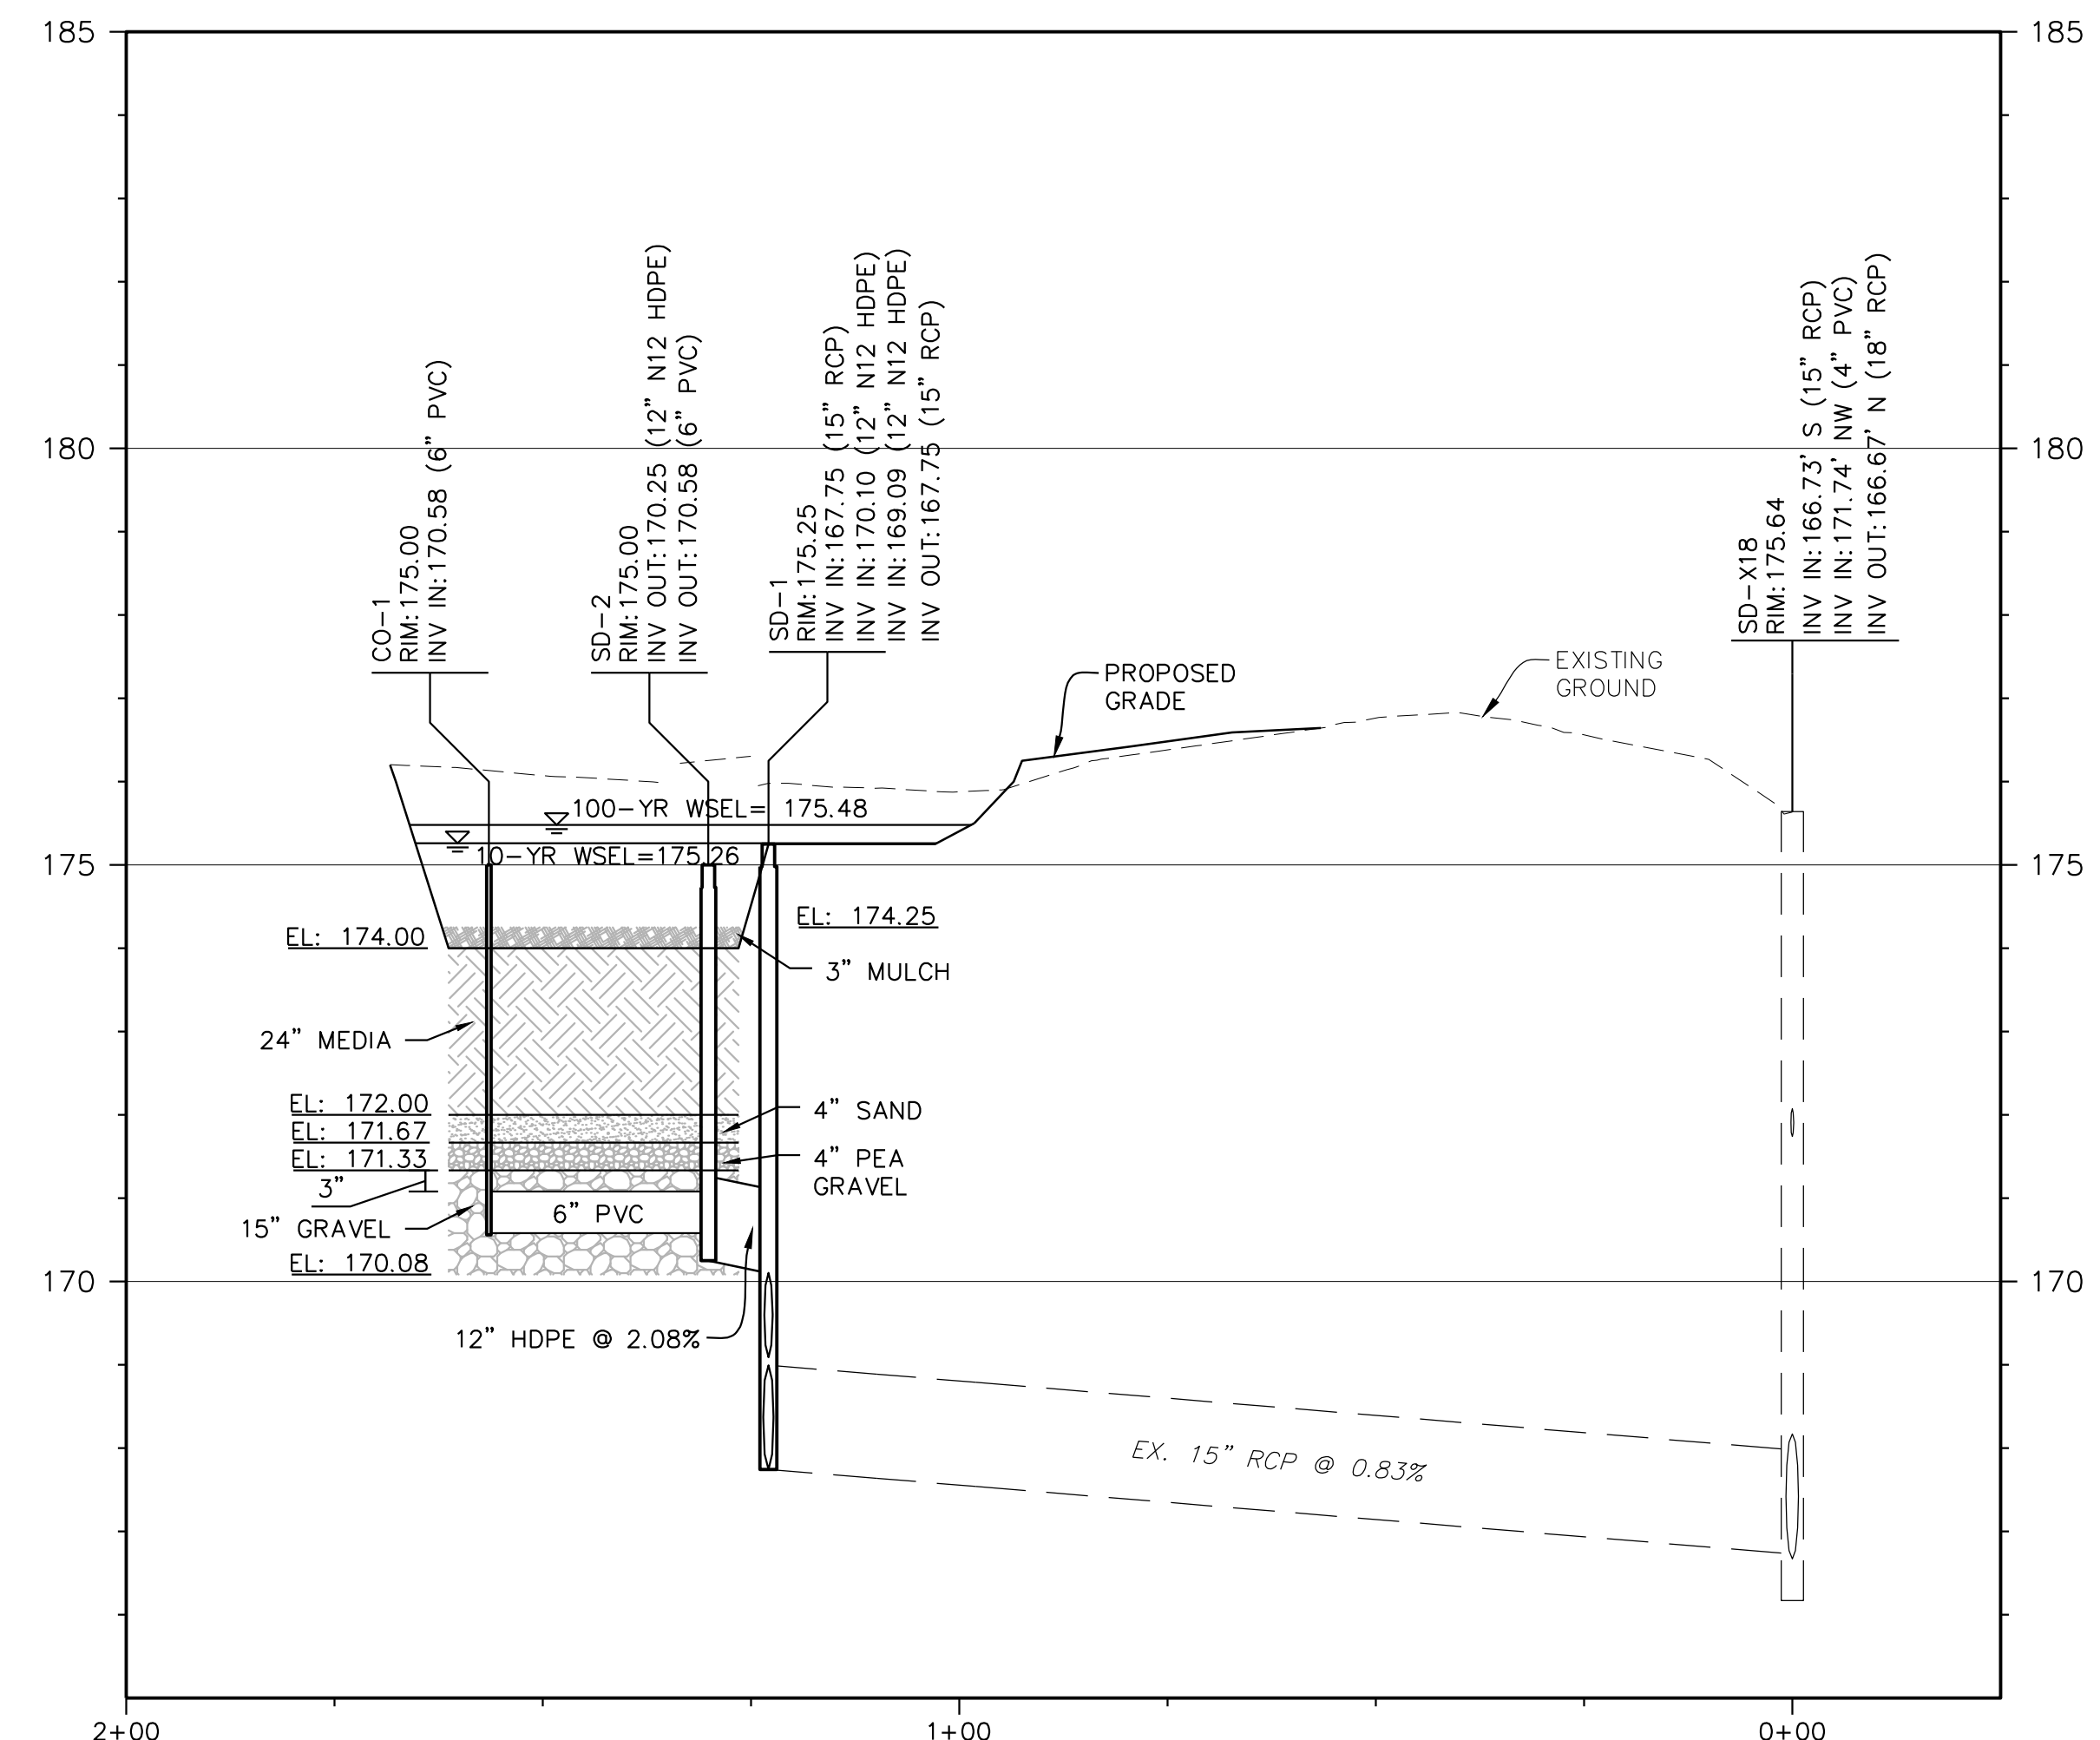 185
185
180
180
175
175
170
170
2+00
1+00
0+00
CO-1
RIM:175.00
INV IN:170.58 (6" PVC)
SD-2
RIM:175.00
INV OUT:170.25 (12" N12 HDPE)
INV OUT:170.58 (6" PVC)
SD-1
RIM:175.25
INV IN:167.75 (15" RCP)
INV IN:170.10 (12" N12 HDPE)
INV IN:169.09 (12" N12 HDPE)
INV OUT:167.75 (15" RCP)
SD-X18
RIM:175.64
INV IN:166.73' S (15" RCP)
INV IN:171.74' NW (4" PVC)
INV OUT:166.67' N (18" RCP)
PROPOSED
GRADE
EXISTING
GROUND
100-YR WSEL= 175.48
10-YR WSEL=175.26
EL: 174.25
EL: 174.00
3" MULCH
24" MEDIA
EL: 172.00
4" SAND
EL: 171.67
EL: 171.33
4" PEA
GRAVEL
3"
6" PVC
15" GRAVEL
EL: 170.08
12" HDPE @ 2.08%
EX. 15" RCP @ 0.83%